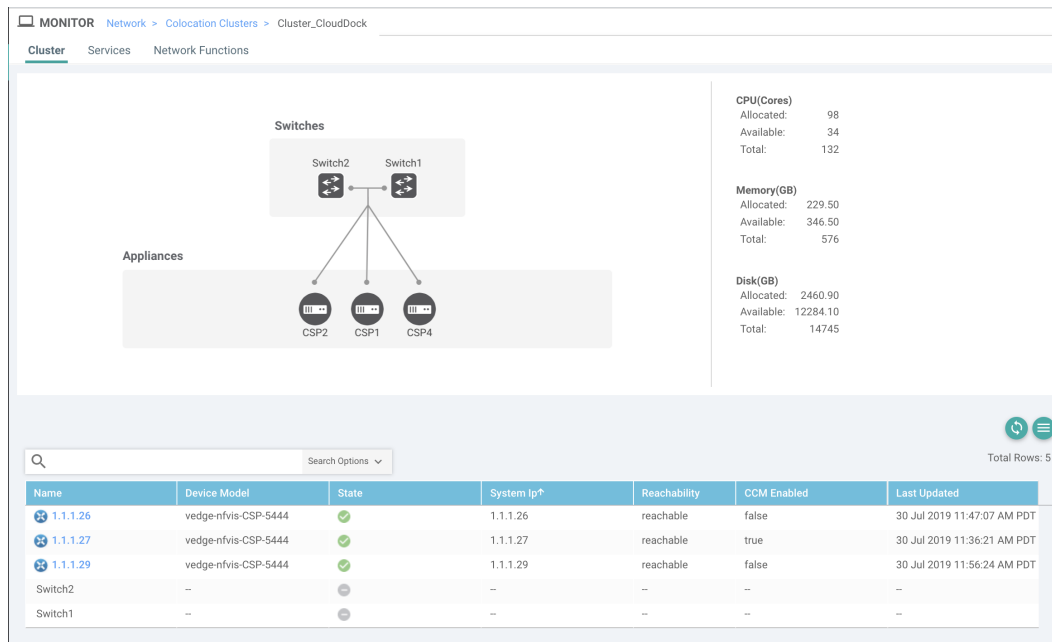 MONITOR Network > Colocation Clusters > Cluster_CloudDock
Cluster Services Network Functions
Switches
Switch2 Switch1
Appliances
CSP2 CSP1 CSP4
CPU(Cores)
Allocated: 98
Available: 34
Total: 132
Memory(GB)
Allocated: 229.50
Available: 346.50
Total: 576
Disk(GB)
Allocated: 2460.90
Available: 12284.10
Total: 14745
Search Options
Total Rows: 5
Name Device Model State System Ip↑ Reachability CCM Enabled Last Updated
1.1.1.26 vedge-nfvis-CSP-5444 1.1.1.26 reachable false 30 Jul 2019 11:47:07 AM PDT
1.1.1.27 vedge-nfvis-CSP-5444 1.1.1.27 reachable true 30 Jul 2019 11:36:21 AM PDT
1.1.1.29 vedge-nfvis-CSP-5444 1.1.1.29 reachable false 30 Jul 2019 11:56:24 AM PDT
Switch2 -- -- -- -- --
Switch1 -- -- -- -- --